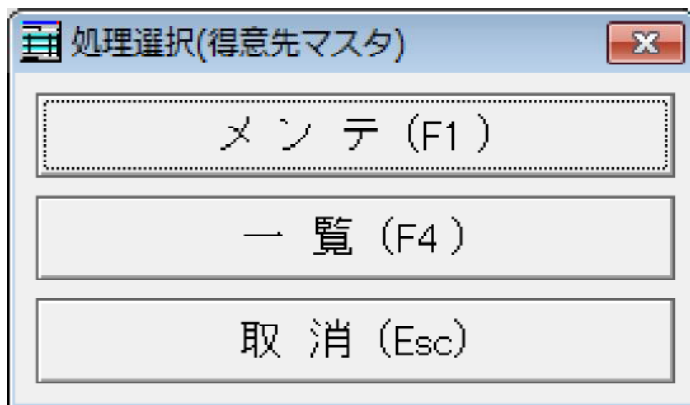 処理選択(得意先マスタ)
メ ン テ (F1 )
一 覧 (F4 )
取 消 (Esc)